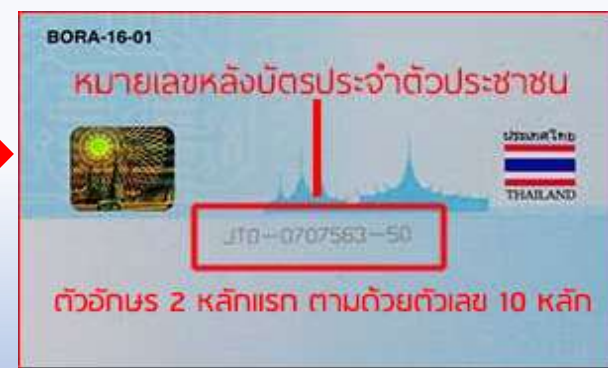 BORA-16-01
หมายเลขหลังบัตรประจำตัวประชาชน
ประเทศไทย
THAILAND
JT0-0707563-50
ตัวอักษร 2 หลักแรก ตามด้วยตัวเลข 10 หลัก